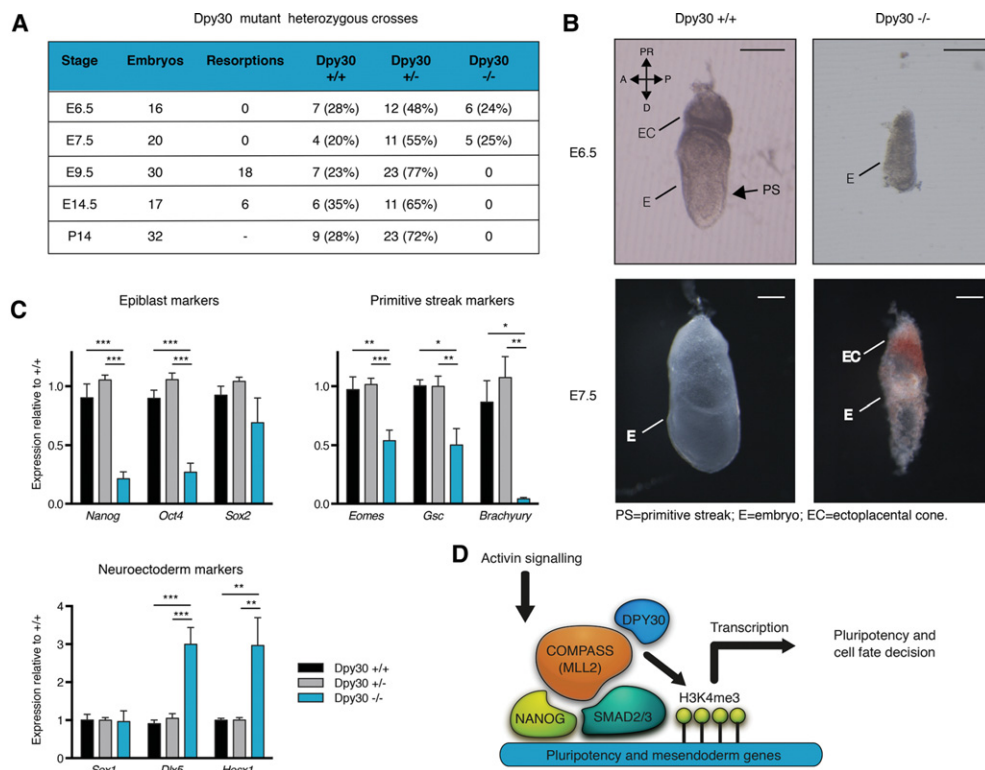 A
Dpy30 mutant heterozygous crosses
Stage Embryos Resorptions Dpy30 +/+ Dpy30 +/- Dpy30 -/-
E6.5 16 0 7 (28%) 12 (48%) 6 (24%)
E7.5 20 0 4 (20%) 11 (55%) 5 (25%)
E9.5 30 18 7 (23%) 23 (77%) 0
E14.5 17 6 6 (35%) 11 (65%) 0
P14 32 - 9 (28%) 23 (72%) 0
B
Dpy30 +/+ Dpy30 -/-
PR
A P
D
EC
E
PS
E
E6.5
E7.5
E
EC
E
PS=primitive streak; E=embryo; EC=ectoplacental cone.
C
Epiblast markers
Expression relative to +/+
1.0
0.5
0.0
*** ***
*** ***
Nanog Oct4 Sox2
Primitive streak markers
1.0
0.5
0.0
** * *
*** ** **
Eomes Gsc Brachyury
Neuroectoderm markers
Expression relative to +/+
4
3
2
1
0
*** **
*** **
Sox1 Dlx5
Dpy30 +/+
Dpy30 +/-
Dpy30 -/-
D
Activin signalling
DPY30
COMPASS
(MLL2)
NANOG
SMAD2/3
Transcription
H3K4me3
Pluripotency and
cell fate decision
Pluripotency and mesendoderm genes